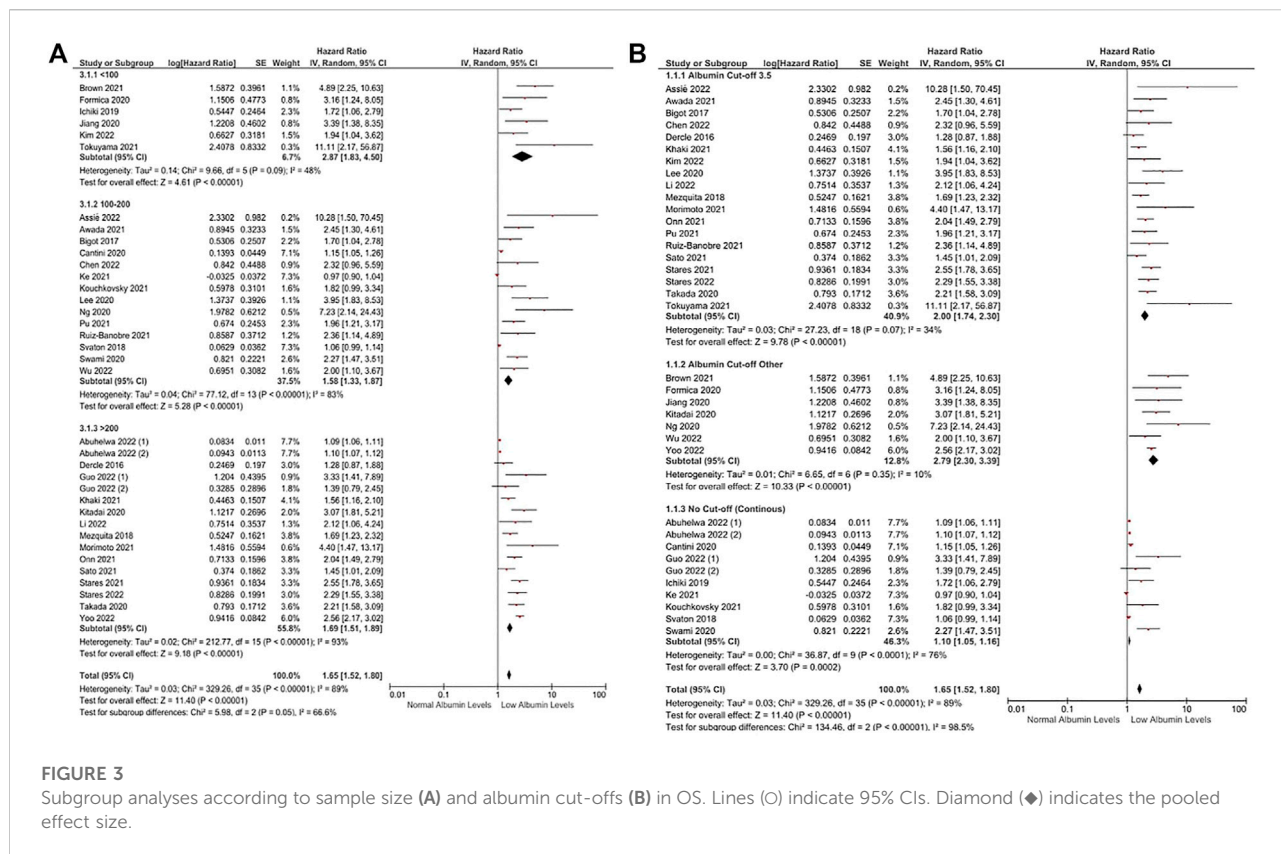 A
Hazard Ratio Hazard Ratio
Study or Subgroup log[Hazard Ratio] SE Weight IV, Random, 95% CI IV, Random, 95% CI
3.1.1 <100
Brown 2021 1.5872 0.3961 1.1% 4.89 [2.25, 10.63]
Formica 2020 1.1506 0.4773 0.8% 3.16 [1.24, 8.05]
Ichiki 2019 0.5447 0.2464 2.3% 1.72 [1.06, 2.79]
Jiang 2020 1.2208 0.4602 0.8% 3.39 [1.38, 8.35]
Kim 2022 0.6627 0.3181 1.5% 1.94 [1.04, 3.62]
Tokuyama 2021 2.4078 0.8332 0.3% 11.11 [2.17, 56.87]
Subtotal (95% CI) 6.7% 2.87 [1.83, 4.50]
Heterogeneity: Tau² = 0.14; Chi² = 9.66, df = 5 (P = 0.09); I² = 48%
Test for overall effect: Z = 4.61 (P < 0.00001)
3.1.2 100-200
Assié 2022 2.3302 0.982 0.2% 10.28 [1.50, 70.45]
Awada 2021 0.8945 0.3233 1.5% 2.45 [1.30, 4.61]
Bigot 2017 0.5306 0.2507 2.2% 1.70 [1.04, 2.78]
Cantini 2020 0.1393 0.0449 7.2% 1.15 [1.05, 1.26]
Chen 2022 0.842 0.4488 0.9% 2.32 [0.96, 5.59]
Ke 2021 -0.0325 0.0372 7.3% 0.97 [0.90, 1.04]
Kouchkovsky 2021 0.5978 0.3101 1.6% 1.82 [0.99, 3.34]
Lee 2020 1.3737 0.3926 1.1% 3.95 [1.83, 8.53]
Ng 2020 1.9782 0.6212 0.5% 7.23 [2.14, 24.43]
Pu 2021 0.674 0.2453 2.3% 1.96 [1.21, 3.17]
Ruiz-Banobre 2021 0.8587 0.3712 1.2% 2.36 [1.14, 4.89]
Svaton 2018 0.0629 0.0362 7.3% 1.06 [0.99, 1.14]
Swami 2020 0.821 0.2221 2.6% 2.27 [1.47, 3.51]
Wu 2022 0.6951 0.3082 1.6% 2.00 [1.10, 3.67]
Subtotal (95% CI) 37.5% 1.58 [1.33, 1.87]
Heterogeneity: Tau² = 0.04; Chi² = 77.12, df = 13 (P < 0.00001); I² = 83%
Test for overall effect: Z = 5.28 (P < 0.00001)
3.1.3 >200
Abuhelwa 2022 (1) 0.0834 0.011 7.7% 1.09 [1.06, 1.11]
Abuhelwa 2022 (2) 0.0943 0.0113 7.7% 1.10 [1.07, 1.12]
Dercle 2016 0.2469 0.197 3.0% 1.28 [0.87, 1.88]
Guo 2022 (1) 1.204 0.4395 0.9% 3.33 [1.41, 7.89]
Guo 2022 (2) 0.3285 0.2896 1.8% 1.39 [0.79, 2.45]
Khaki 2021 0.4463 0.1507 4.1% 1.56 [1.16, 2.10]
Kitadai 2020 1.1217 0.2696 2.0% 3.07 [1.81, 5.21]
Li 2022 0.7514 0.3537 1.3% 2.12 [1.06, 4.24]
Mezquita 2018 0.5247 0.1621 3.8% 1.69 [1.23, 2.32]
Morimoto 2021 1.4816 0.5594 0.6% 4.40 [1.47, 13.17]
Onn 2021 0.7133 0.1596 3.8% 2.04 [1.49, 2.79]
Sato 2021 0.374 0.1862 3.2% 1.45 [1.01, 2.09]
Stares 2021 0.9361 0.1834 3.3% 2.55 [1.78, 3.65]
Stares 2022 0.8286 0.1991 3.0% 2.29 [1.55, 3.38]
Takada 2020 0.793 0.1712 3.6% 2.21 [1.58, 3.09]
Yoo 2022 0.9416 0.0842 6.0% 2.56 [2.17, 3.02]
Subtotal (95% CI) 55.8% 1.69 [1.51, 1.89]
Heterogeneity: Tau² = 0.02; Chi² = 212.77, df = 15 (P < 0.00001); I² = 93%
Test for overall effect: Z = 9.18 (P < 0.00001)
Total (95% CI) 100.0% 1.65 [1.52, 1.80]
Heterogeneity: Tau² = 0.03; Chi² = 329.26, df = 35 (P < 0.00001); I² = 89%
Test for overall effect: Z = 11.40 (P < 0.00001)
Test for subgroup differences: Chi² = 5.98, df = 2 (P = 0.05), I² = 66.6%
0.01 0.1 1 10 100
Normal Albumin Levels Low Albumin Levels
B
Hazard Ratio Hazard Ratio
Study or Subgroup log[Hazard Ratio] SE Weight IV, Random, 95% CI IV, Random, 95% CI
1.1.1 Albumin Cut-off 3.5
Assié 2022 2.3302 0.982 0.2% 10.28 [1.50, 70.45]
Awada 2021 0.8945 0.3233 1.5% 2.45 [1.30, 4.61]
Bigot 2017 0.5306 0.2507 2.2% 1.70 [1.04, 2.78]
Chen 2022 0.842 0.4488 0.9% 2.32 [0.96, 5.59]
Dercle 2016 0.2469 0.197 3.0% 1.28 [0.87, 1.88]
Khaki 2021 0.4463 0.1507 4.1% 1.56 [1.16, 2.10]
Kim 2022 0.6627 0.3181 1.5% 1.94 [1.04, 3.62]
Lee 2020 1.3737 0.3926 1.1% 3.95 [1.83, 8.53]
Li 2022 0.7514 0.3537 1.3% 2.12 [1.06, 4.24]
Mezquita 2018 0.5247 0.1621 3.8% 1.69 [1.23, 2.32]
Morimoto 2021 1.4816 0.5594 0.6% 4.40 [1.47, 13.17]
Onn 2021 0.7133 0.1596 3.8% 2.04 [1.49, 2.79]
Pu 2021 0.674 0.2453 2.3% 1.96 [1.21, 3.17]
Ruiz-Banobre 2021 0.8587 0.3712 1.2% 2.36 [1.14, 4.89]
Sato 2021 0.374 0.1862 3.2% 1.45 [1.01, 2.09]
Stares 2021 0.9361 0.1834 3.3% 2.55 [1.78, 3.65]
Stares 2022 0.8286 0.1991 3.0% 2.29 [1.55, 3.38]
Takada 2020 0.793 0.1712 3.6% 2.21 [1.58, 3.09]
Tokuyama 2021 2.4078 0.8332 0.3% 11.11 [2.17, 56.87]
Subtotal (95% CI) 40.9% 2.00 [1.74, 2.30]
Heterogeneity: Tau² = 0.03; Chi² = 27.23, df = 18 (P = 0.07); I² = 34%
Test for overall effect: Z = 9.78 (P < 0.00001)
1.1.2 Albumin Cut-off Other
Brown 2021 1.5872 0.3961 1.1% 4.89 [2.25, 10.63]
Formica 2020 1.1506 0.4773 0.8% 3.16 [1.24, 8.05]
Jiang 2020 1.2208 0.4602 0.8% 3.39 [1.38, 8.35]
Kitadai 2020 1.1217 0.2696 2.0% 3.07 [1.81, 5.21]
Ng 2020 1.9782 0.6212 0.5% 7.23 [2.14, 24.43]
Wu 2022 0.6951 0.3082 1.6% 2.00 [1.10, 3.67]
Yoo 2022 0.9416 0.0842 6.0% 2.56 [2.17, 3.02]
Subtotal (95% CI) 12.8% 2.79 [2.30, 3.39]
Heterogeneity: Tau² = 0.01; Chi² = 6.65, df = 6 (P = 0.35); I² = 10%
Test for overall effect: Z = 10.33 (P < 0.00001)
1.1.3 No Cut-off (Continous)
Abuhelwa 2022 (1) 0.0834 0.011 7.7% 1.09 [1.06, 1.11]
Abuhelwa 2022 (2) 0.0943 0.0113 7.7% 1.10 [1.07, 1.12]
Cantini 2020 0.1393 0.0449 7.2% 1.15 [1.05, 1.26]
Guo 2022 (1) 1.204 0.4395 0.9% 3.33 [1.41, 7.89]
Guo 2022 (2) 0.3285 0.2896 1.8% 1.39 [0.79, 2.45]
Ichiki 2019 0.5447 0.2464 2.3% 1.72 [1.06, 2.79]
Ke 2021 -0.0325 0.0372 7.3% 0.97 [0.90, 1.04]
Kouchkovsky 2021 0.5978 0.3101 1.6% 1.82 [0.99, 3.34]
Svaton 2018 0.0629 0.0362 7.3% 1.06 [0.99, 1.14]
Swami 2020 0.821 0.2221 2.6% 2.27 [1.47, 3.51]
Subtotal (95% CI) 46.3% 1.10 [1.05, 1.16]
Heterogeneity: Tau² = 0.00; Chi² = 36.87, df = 9 (P < 0.0001); I² = 76%
Test for overall effect: Z = 3.70 (P = 0.0002)
Total (95% CI) 100.0% 1.65 [1.52, 1.80]
Heterogeneity: Tau² = 0.03; Chi² = 329.26, df = 35 (P < 0.00001); I² = 89%
Test for overall effect: Z = 11.40 (P < 0.00001)
Test for subgroup differences: Chi² = 134.46, df = 2 (P < 0.00001), I² = 98.5%
0.01 0.1 1 10 100
Normal Albumin Levels Low Albumin Levels
FIGURE 3
Subgroup analyses according to sample size (A) and albumin cut-offs (B) in OS. Lines (O) indicate 95% CIs. Diamond (◆) indicates the pooled
effect size.